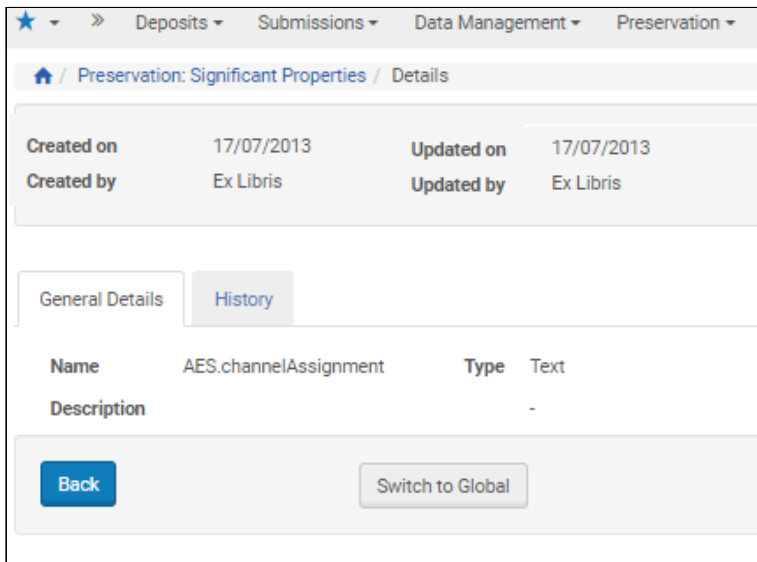 » Deposits Submissions Data Management Preservation
/ Preservation: Significant Properties / Details
Created on 17/07/2013 Updated on 17/07/2013
Created by Ex Libris Updated by Ex Libris
General Details History
Name AES.channelAssignment Type Text
Description -
Back Switch to Global